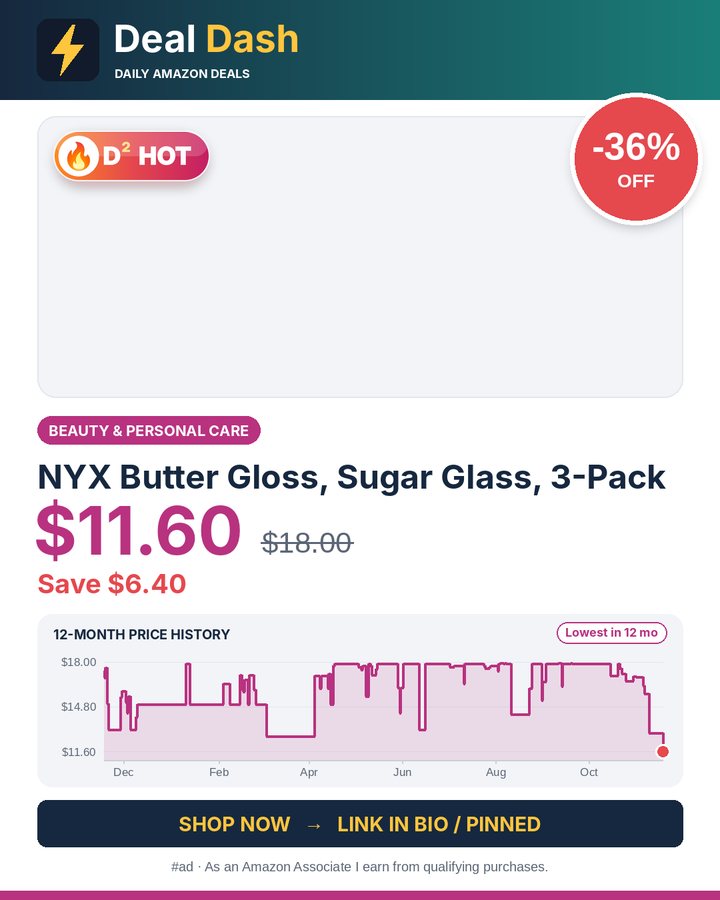 Deal Dash
DAILY AMAZON DEALS
-36%
OFF
D² HOT
BEAUTY & PERSONAL CARE
NYX Butter Gloss, Sugar Glass, 3-Pack
$11.60 $18.00
Save $6.40
12-MONTH PRICE HISTORY
Lowest in 12 mo
$18.00
$14.80
$11.60
Dec Feb Apr Jun Aug Oct
SHOP NOW → LINK IN BIO / PINNED
#ad · As an Amazon Associate I earn from qualifying purchases.